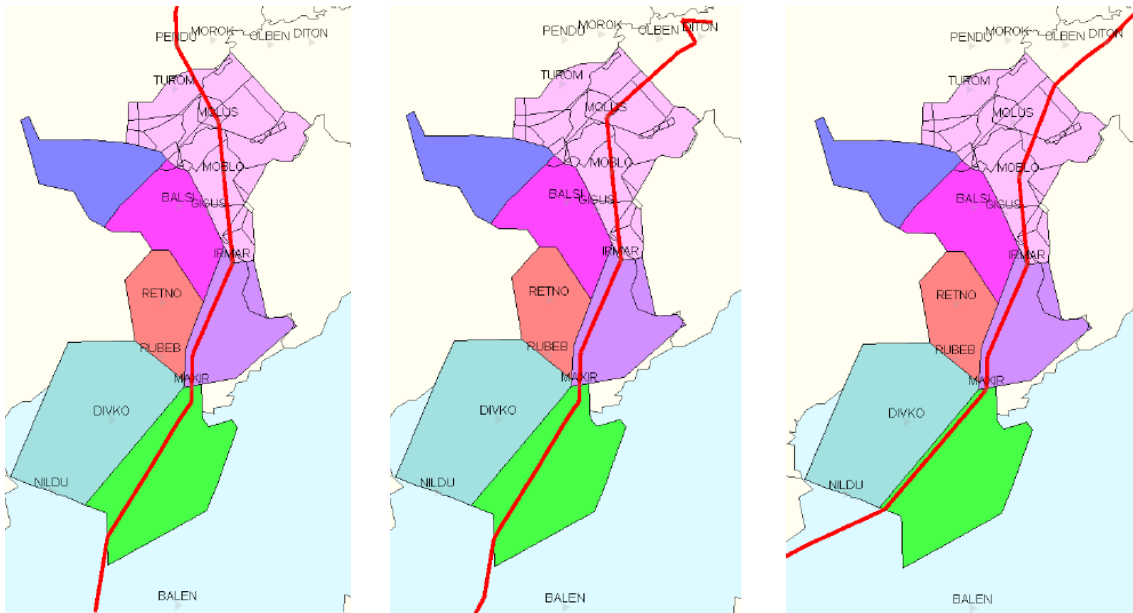 MOROK
PENDU
OLBEN
DITON
TUROM
MOLUS
MOBLO
BALSI
GIGUS
IRMAR
RETNO
RUBEB
MAKIR
DIVKO
NILDU
BALEN
MOROK
PENDU
OLBEN
DITON
TUROM
MOLUS
MOBLO
BALSI
GIGUS
IRMAR
RETNO
RUBEB
MAKIR
DIVKO
NILDU
BALEN
MOROK
PENDU
OLBEN
DITON
TUROM
MOLUS
MOBLO
BALSI
GIGUS
IRMAR
RETNO
RUBEB
MAKIR
DIVKO
NILDU
BALEN